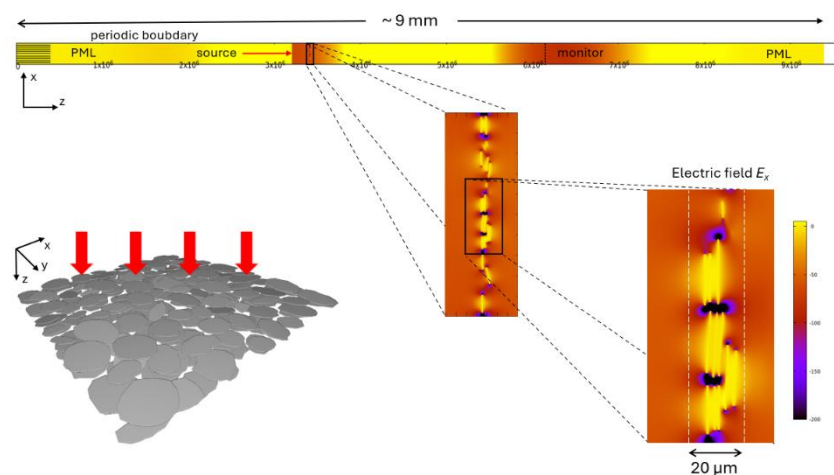 ~ 9 mm
periodic boundary
PML
source
monitor
PML
0
1x10⁶
2x10⁶
3x10⁶
4x10⁶
5x10⁶
6x10⁶
7x10⁶
8x10⁶
9x10⁶
x
z
Electric field Eₓ
x
y
z
0
-50
-100
-150
-200
20 µm